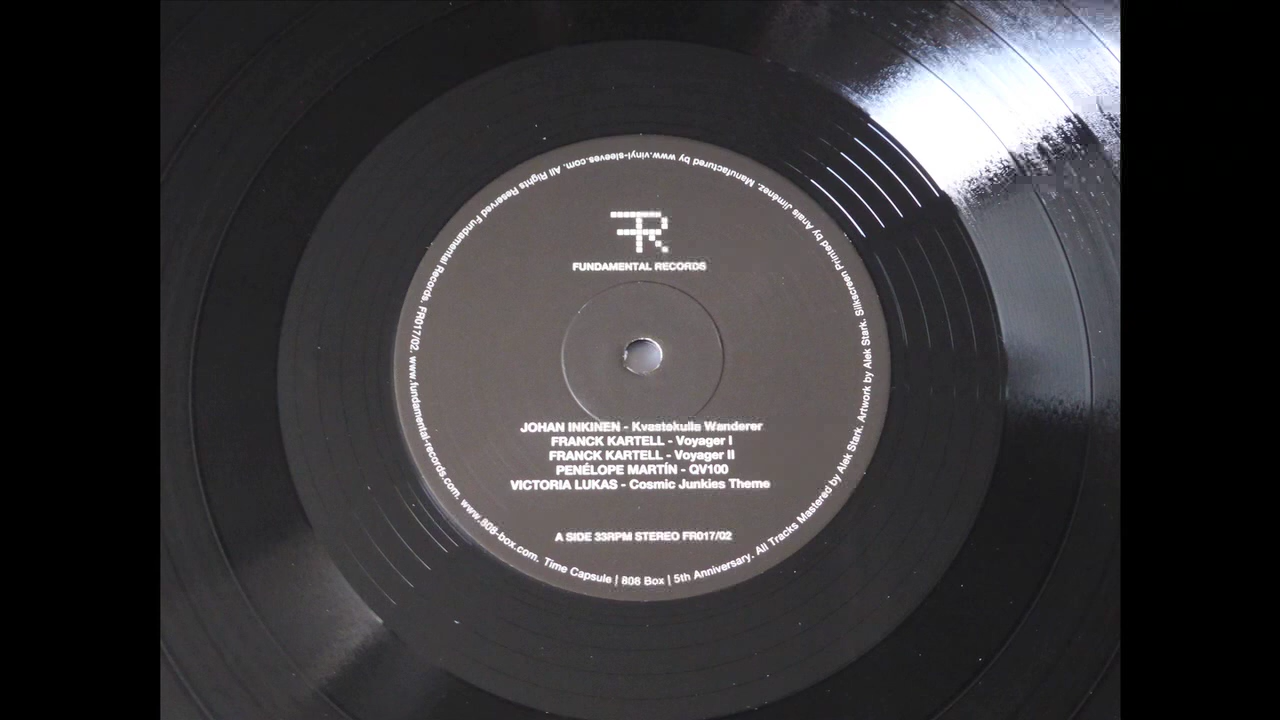 FR
FUNDAMENTAL RECORDS
JOHAN INKINEN - Kvastekulla Wanderer
FRANCK KARTELL - Voyager I
FRANCK KARTELL - Voyager II
PENÉLOPE MARTÍN - QV100
VICTORIA LUKAS - Cosmic Junkies Theme
A SIDE 33RPM STEREO FR017/02
Time Capsule | 808 Box | 5th Anniversary. All Tracks Mastered by Alek Stark. Artwork by Alek Stark. Silkscreen Printed by Anaïs Jiménez. Manufactured by www.vinyl-sleeves.com. All Rights Reserved Fundamental Records. FR017/02. www.fundamental-records.com. www.808-box.com.